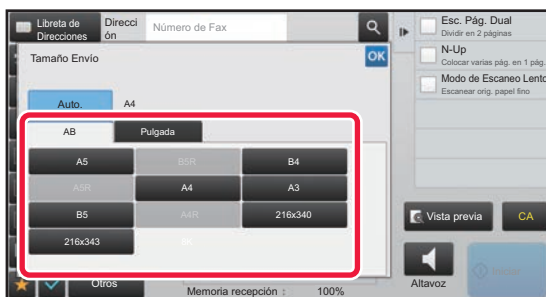 Libreta de
Direcciones
Direcci
ón
Número de Fax
Tamaño Envío
OK
Auto.
A4
AB
Pulgada
A5
B5R
B4
A5R
A4
A3
B5
A4R
216x340
216x343
8K
Otros
Memoria recepción :
100%
Esc. Pág. Dual
Dividir en 2 páginas
N-Up
Colocar varias pág. en 1 pág.
Modo de Escaneo Lento
Escanear orig. papel fino
Vista previa
CA
Altavoz